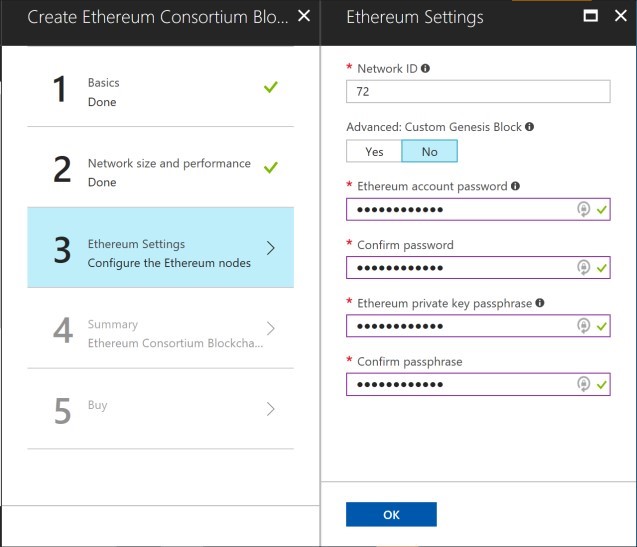 Create Ethereum Consortium Blo...
1
Basics
Done
2
Network size and performance
Done
3
Ethereum Settings
Configure the Ethereum nodes
4
Summary
Ethereum Consortium Blockcha...
5
Buy
Ethereum Settings
* Network ID
72
Advanced: Custom Genesis Block
Yes No
* Ethereum account password
••••••••••••
* Confirm password
••••••••••••
* Ethereum private key passphrase
••••••••••••
* Confirm passphrase
••••••••••••
OK